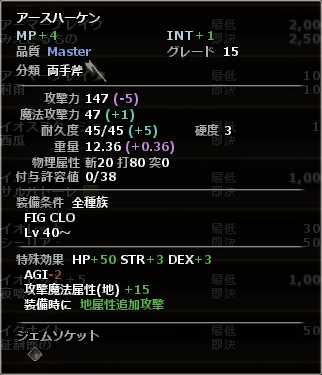 アースハーケン
MP+4 INT+1
品質 Master グレード 15
分類 両手斧
攻撃力 147 (-5)
魔法攻撃力 47 (+1)
耐久度 45/45 (+5) 硬度 3
重量 12.36 (+0.36)
物理属性 斬20 打80 突0
付与許容値 0/38
装備条件 全種族
FIG CLO
Lv 40～
特殊効果 HP+50 STR+3 DEX+3
AGI-2
攻撃魔法属性(地) +15
装備時に 地属性追加攻撃
ジェムソケット